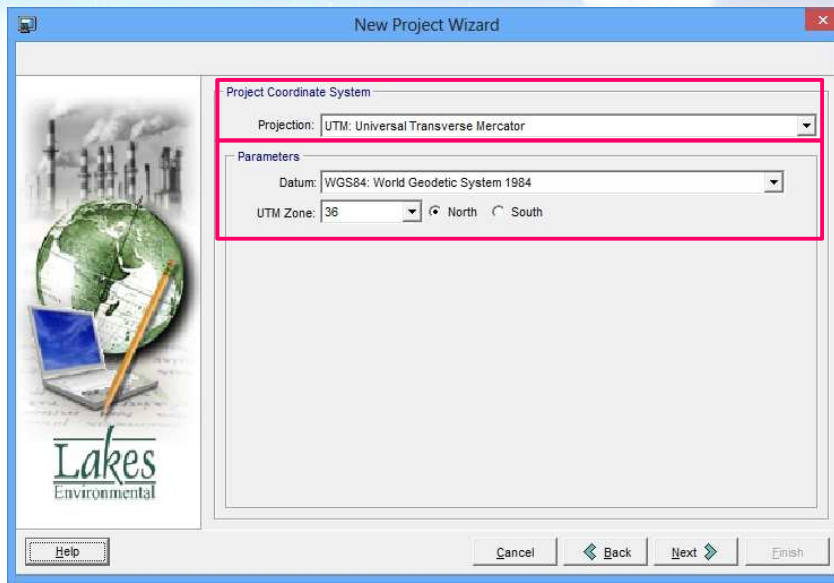 New Project Wizard
Project Coordinate System
Projection: UTM: Universal Transverse Mercator
Parameters
Datum: WGS84: World Geodetic System 1984
UTM Zone: 36 North South
Lakes
Environmental
Help Cancel Back Next Finish